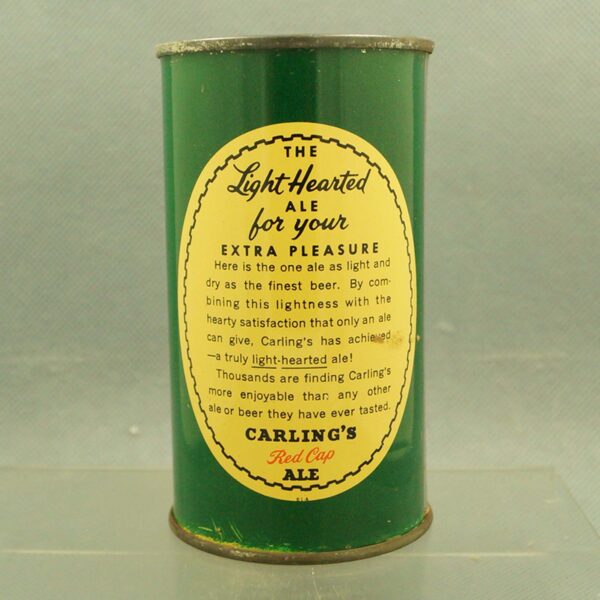 THE
Light Hearted
ALE
for your
EXTRA PLEASURE
Here is the one ale as light and
dry as the finest beer. By com-
bining this lightness with the
hearty satisfaction that only an ale
can give, Carling's has achieved
—a truly light-hearted ale!
Thousands are finding Carling's
more enjoyable than any other
ale or beer they have ever tasted.
CARLING'S
Red Cap
ALE